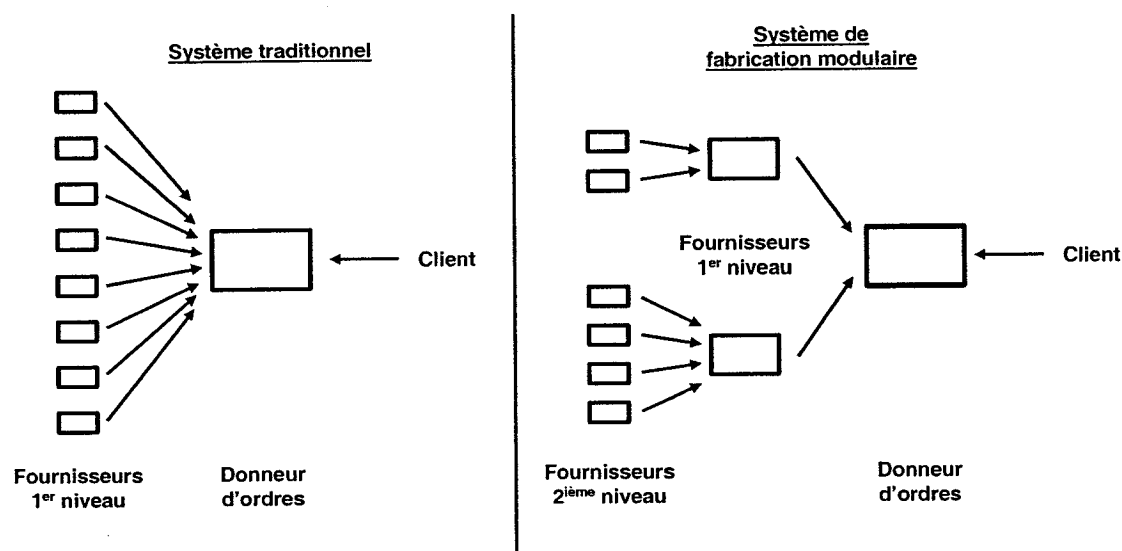 Système traditionnel
Client
Fournisseurs
1er niveau
Donneur
d'ordres
Système de
fabrication modulaire
Fournisseurs
1er niveau
Client
Fournisseurs
2ième niveau
Donneur
d'ordres